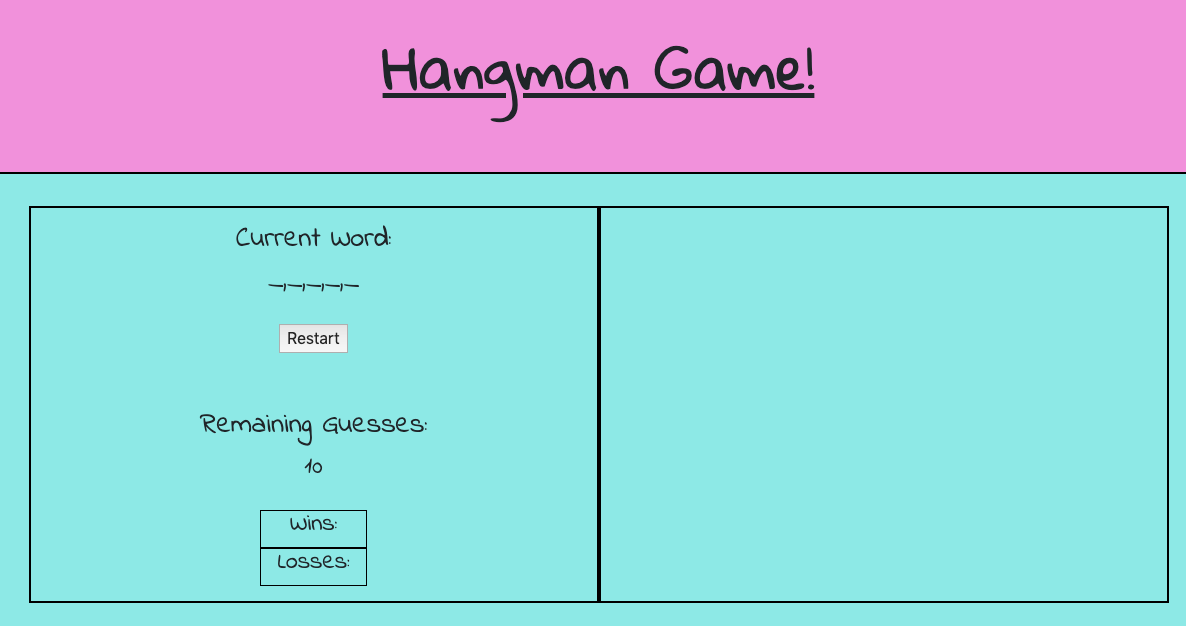 Hangman Game!
Current Word:
_,_,_,_,_
Restart
Remaining Guesses:
10
Wins:
Losses: